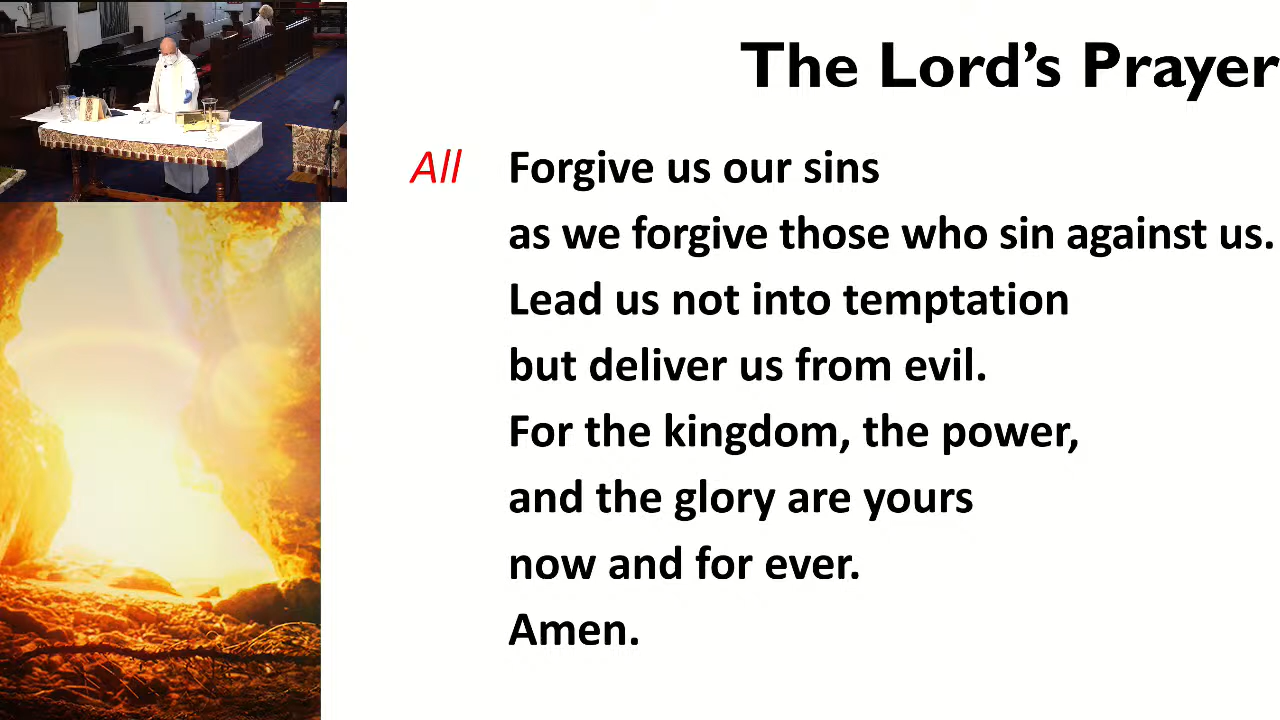 The Lord’s Prayer
All Forgive us our sins
as we forgive those who sin against us.
Lead us not into temptation
but deliver us from evil.
For the kingdom, the power,
and the glory are yours
now and for ever.
Amen.